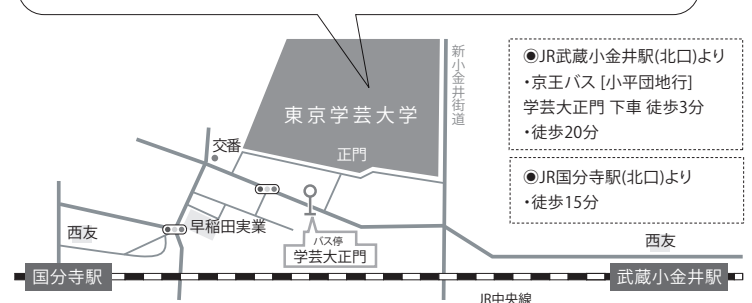 東京学芸大学
正門
新小金井街道
交番
早稲田実業
バス停
学芸大正門
西友
西友
国分寺駅
武蔵小金井駅
JR中央線
◉JR武蔵小金井駅(北口)より
・京王バス [小平団地行]
学芸大正門 下車 徒歩3分
・徒歩20分
◉JR国分寺駅(北口)より
・徒歩15分